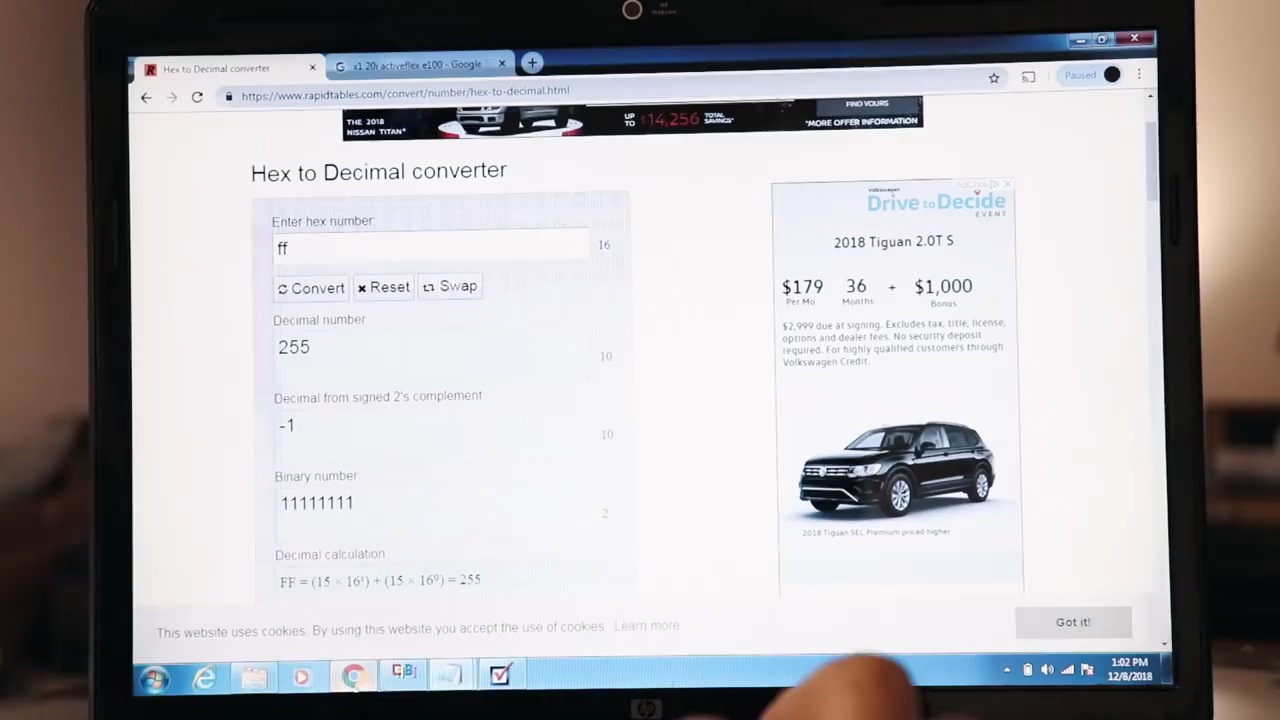 Hex to Decimal converter
x1 20i activeflex e100 - Google
https://www.rapidtables.com/convert/number/hex-to-decimal.html
Paused
THE 2018
NISSAN TITAN*
UP TO $14,256 TOTAL SAVINGS*
FIND YOURS
*MORE OFFER INFORMATION
Hex to Decimal converter
Enter hex number:
ff
16
Convert
Reset
Swap
Decimal number
255
10
Decimal from signed 2's complement
-1
10
Binary number
11111111
2
Decimal calculation
FF = (15 × 16¹) + (15 × 16⁰) = 255
AdChoices
Volkswagen
Drive to Decide
EVENT
2018 Tiguan 2.0T S
$179 36 + $1,000
Per Mo Months Bonus
$2,999 due at signing. Excludes tax, title, license,
options and dealer fees. No security deposit
required. For highly qualified customers through
Volkswagen Credit.
2018 Tiguan SEL Premium priced higher
This website uses cookies. By using this website you accept the use of cookies. Learn more
Got it!
1:02 PM
12/8/2018
hp